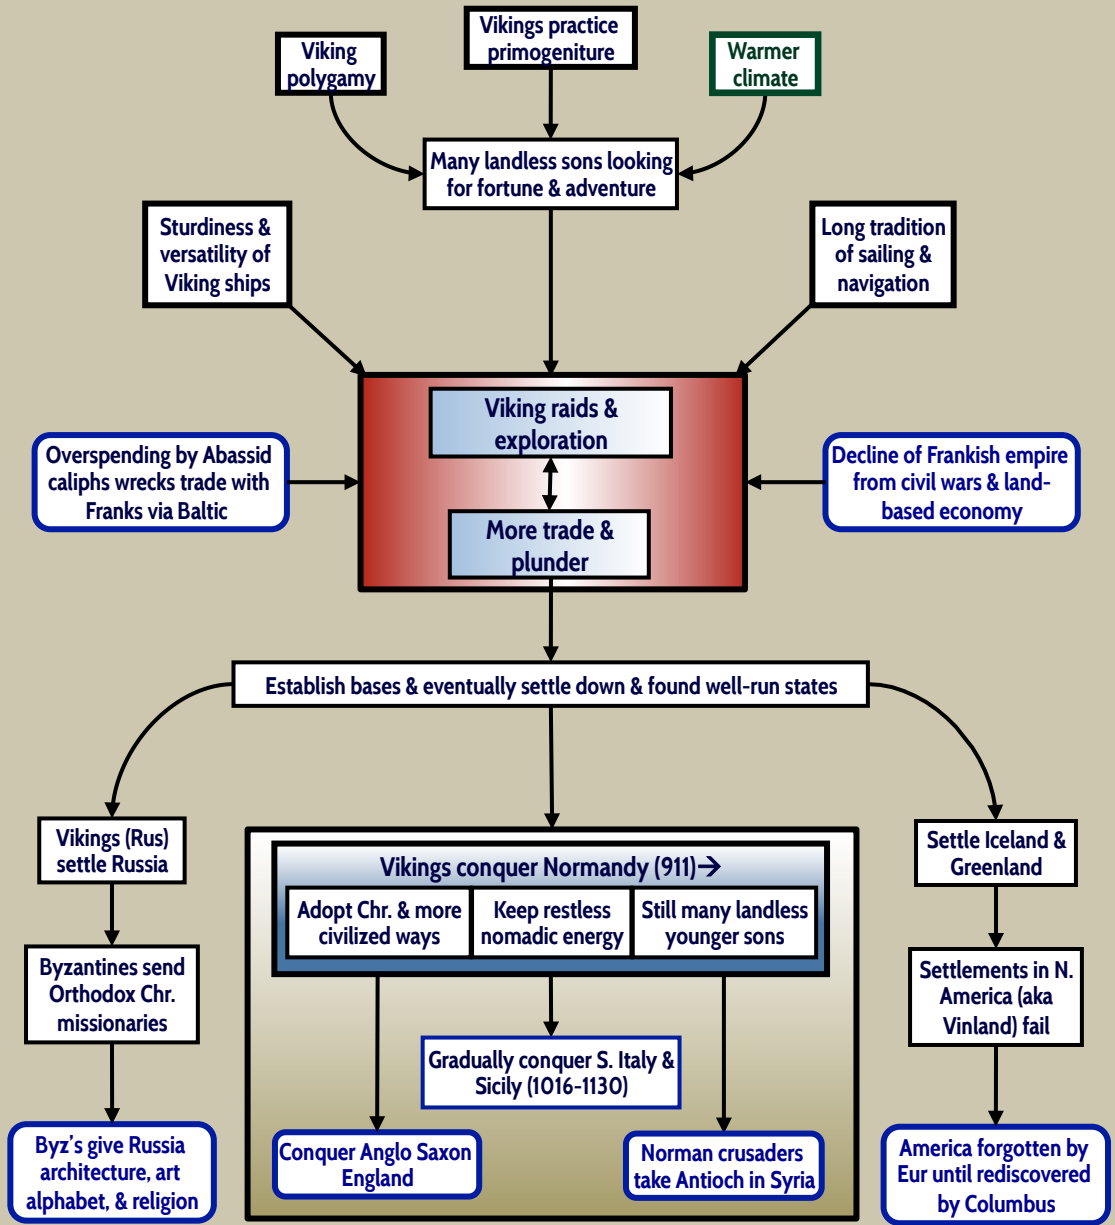 Vikings practice
primogeniture
Viking
polygamy
Warmer
climate
Many landless sons looking
for fortune & adventure
Sturdiness &
versatility of
Viking ships
Long tradition
of sailing &
navigation
Viking raids &
exploration
Overspending by Abassid
caliphs wrecks trade with
Franks via Baltic
Decline of Frankish empire
from civil wars & land-
based economy
More trade &
plunder
Establish bases & eventually settle down & found well-run states
Vikings (Rus)
settle Russia
Vikings conquer Normandy (911)→
Adopt Chr. & more
civilized ways
Keep restless
nomadic energy
Still many landless
younger sons
Settle Iceland &
Greenland
Byzantines send
Orthodox Chr.
missionaries
Settlements in N.
America (aka
Vinland) fail
Gradually conquer S. Italy &
Sicily (1016-1130)
Byz's give Russia
architecture, art
alphabet, & religion
Conquer Anglo Saxon
England
Norman crusaders
take Antioch in Syria
America forgotten by
Eur until rediscovered
by Columbus